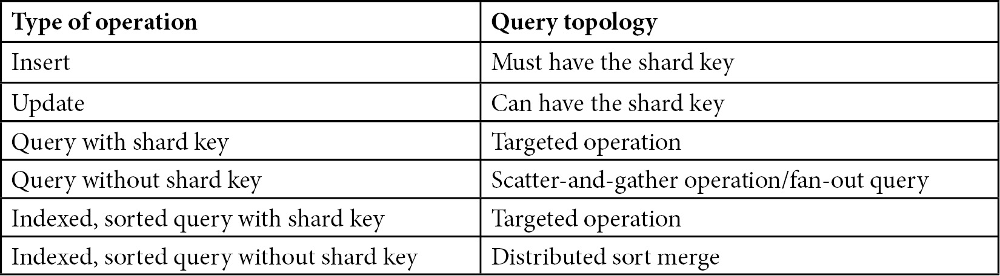 Type of operation Query topology
Insert Must have the shard key
Update Can have the shard key
Query with shard key Targeted operation
Query without shard key Scatter-and-gather operation/fan-out query
Indexed, sorted query with shard key Targeted operation
Indexed, sorted query without shard key Distributed sort merge